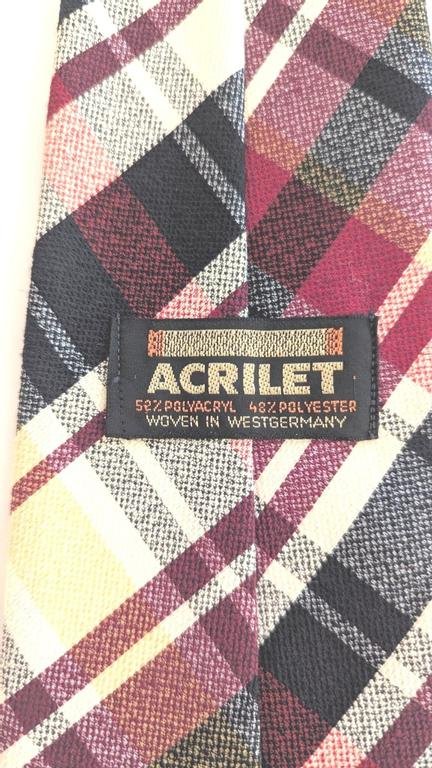 ACRILET
52% POLYACRYL 48% POLYESTER
WOVEN IN WESTGERMANY